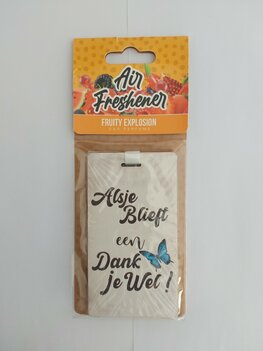 Air
Freshener
FRUITY EXPLOSION
CAR PERFUME
Alsje
Blieft
een
Dank
je Wel!